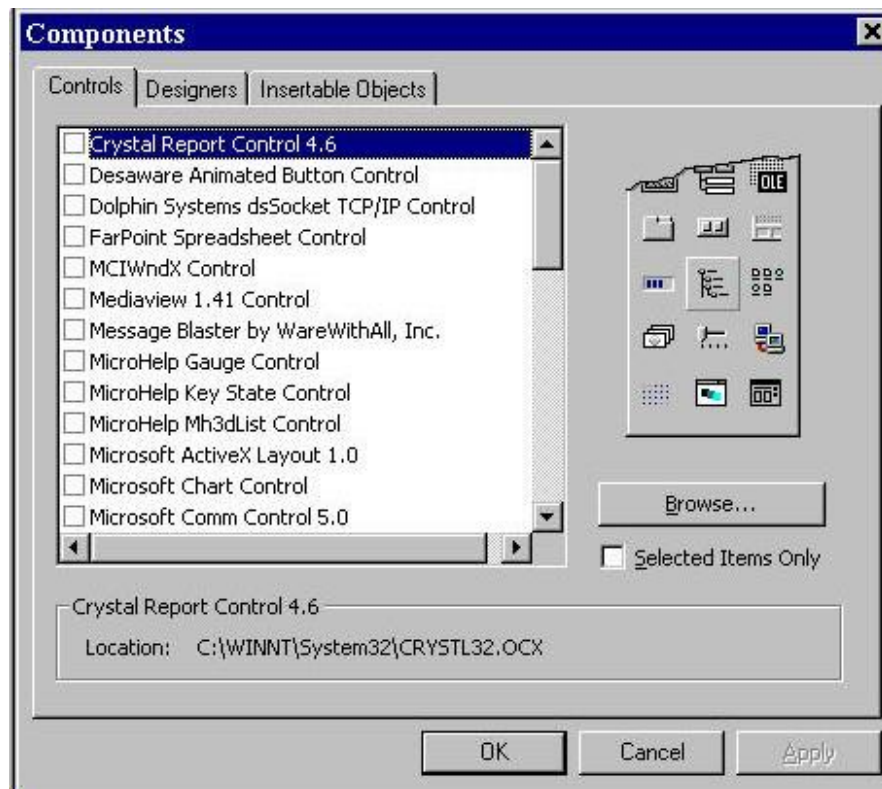 Components
Controls Designers Insertable Objects
Crystal Report Control 4.6
Desaware Animated Button Control
Dolphin Systems dsSocket TCP/IP Control
FarPoint Spreadsheet Control
MCIWndX Control
Mediaview 1.41 Control
Message Blaster by WareWithAll, Inc.
MicroHelp Gauge Control
MicroHelp Key State Control
MicroHelp Mh3dList Control
Microsoft ActiveX Layout 1.0
Microsoft Chart Control
Microsoft Comm Control 5.0
OLE
Browse...
Selected Items Only
Crystal Report Control 4.6
Location: C:\WINNT\System32\CRYSTL32.OCX
OK Cancel Apply